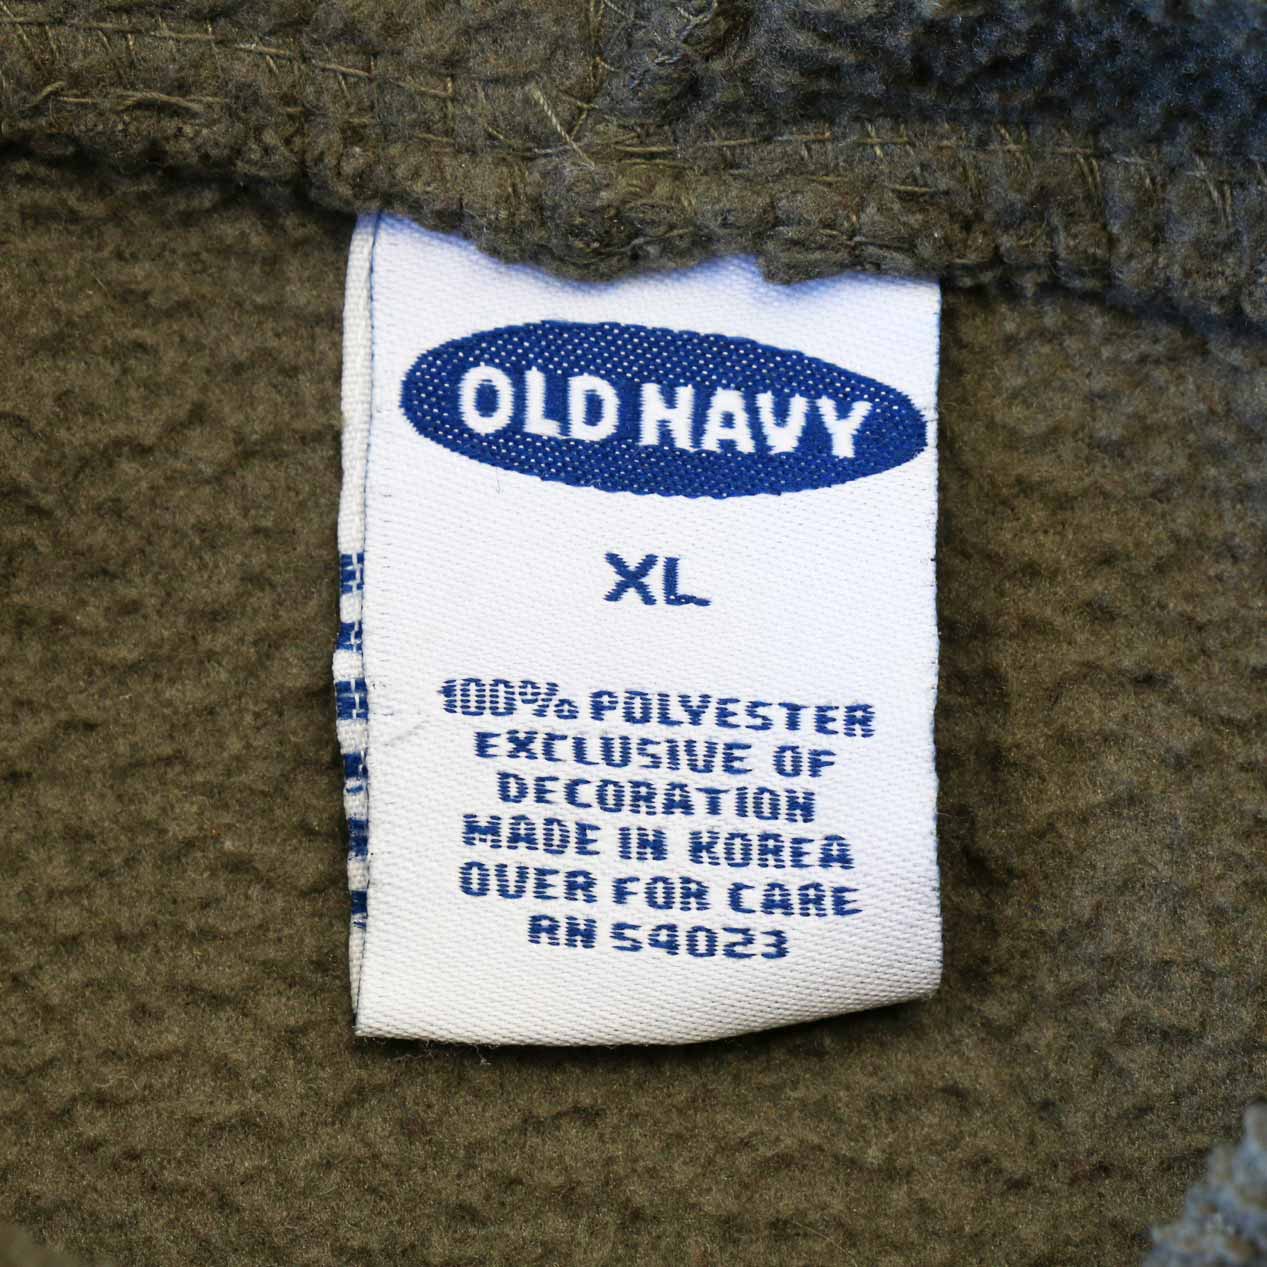 OLD NAVY
XL
100% POLYESTER
EXCLUSIVE OF
DECORATION
MADE IN KOREA
OVER FOR CARE
RN 54023